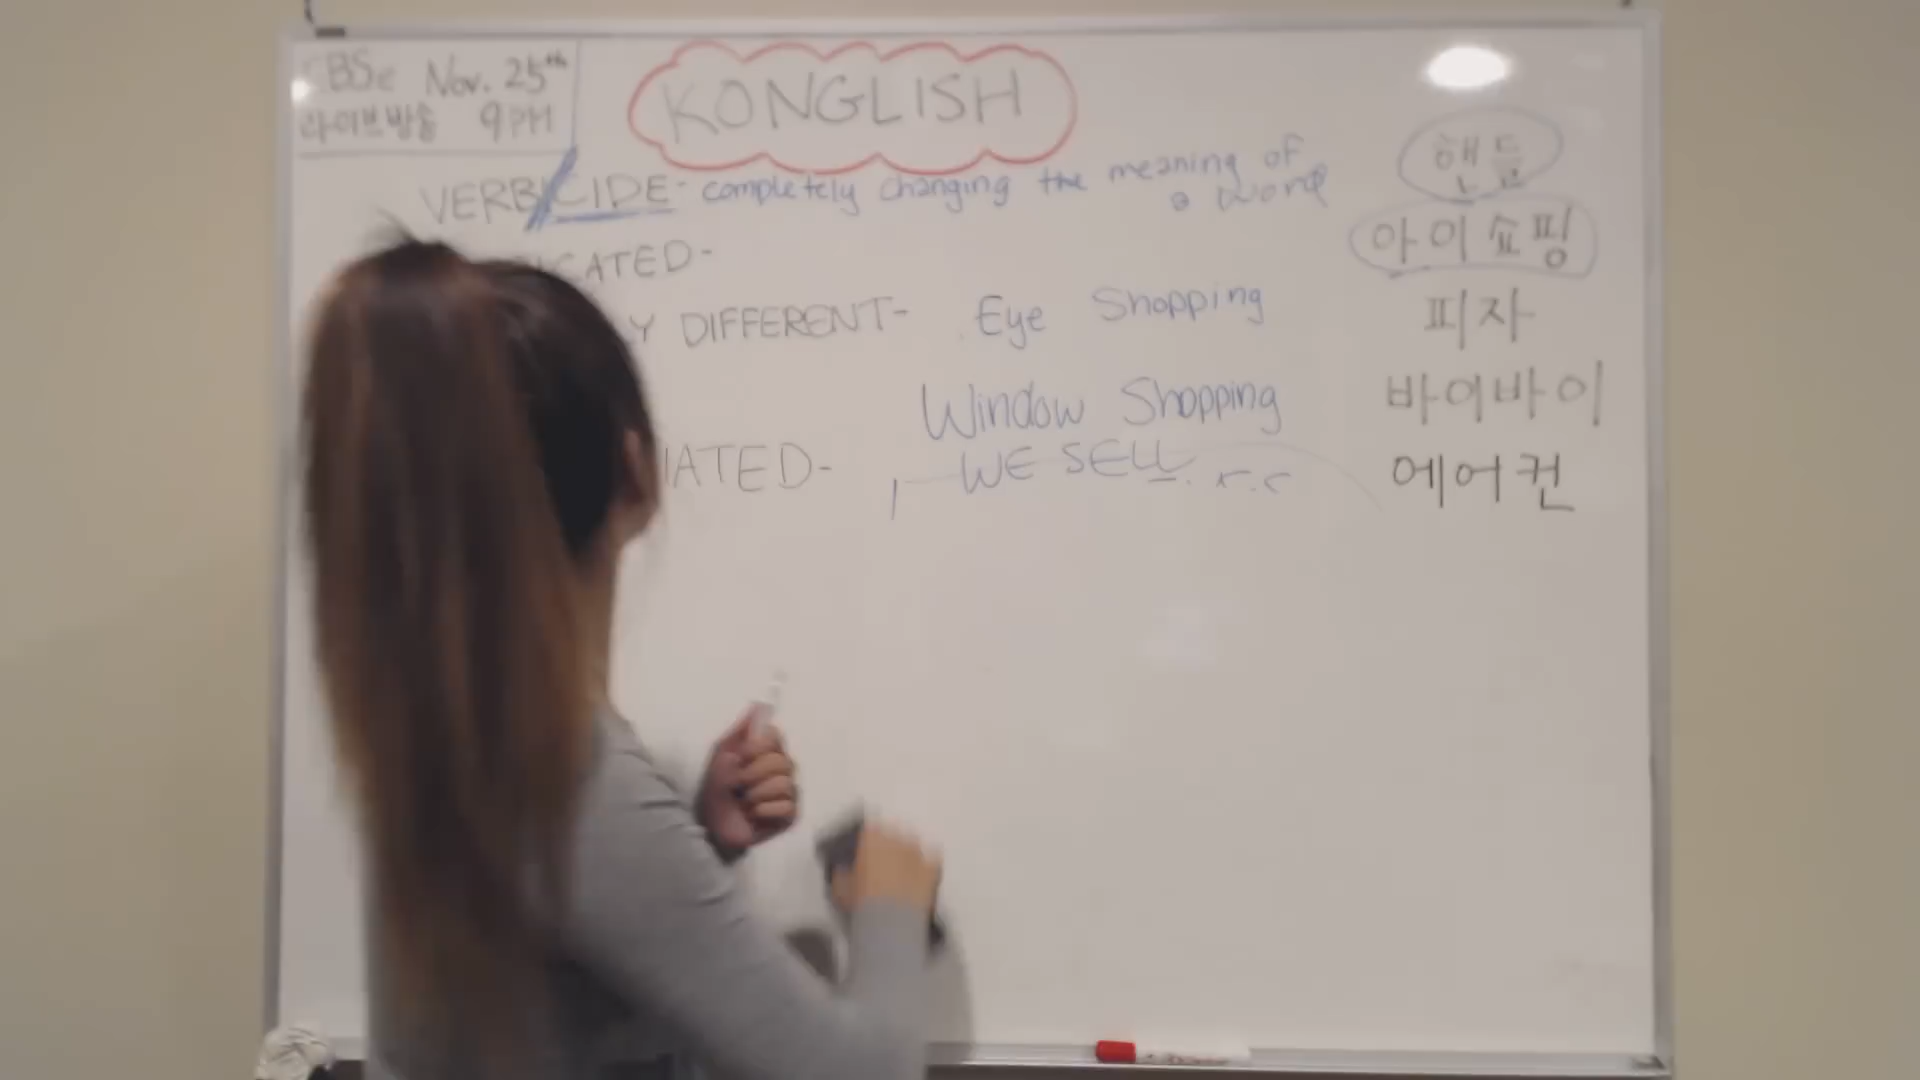 BSe Nov. 25th
라이브방송 9PM
KONGLISH
VERBICIDE - completely changing the meaning of
a word
ICATED-
Y DIFFERENT- Eye Shopping
Window Shopping
IATED- WE SELL
핸들
아이쇼핑
피자
바이바이
에어컨